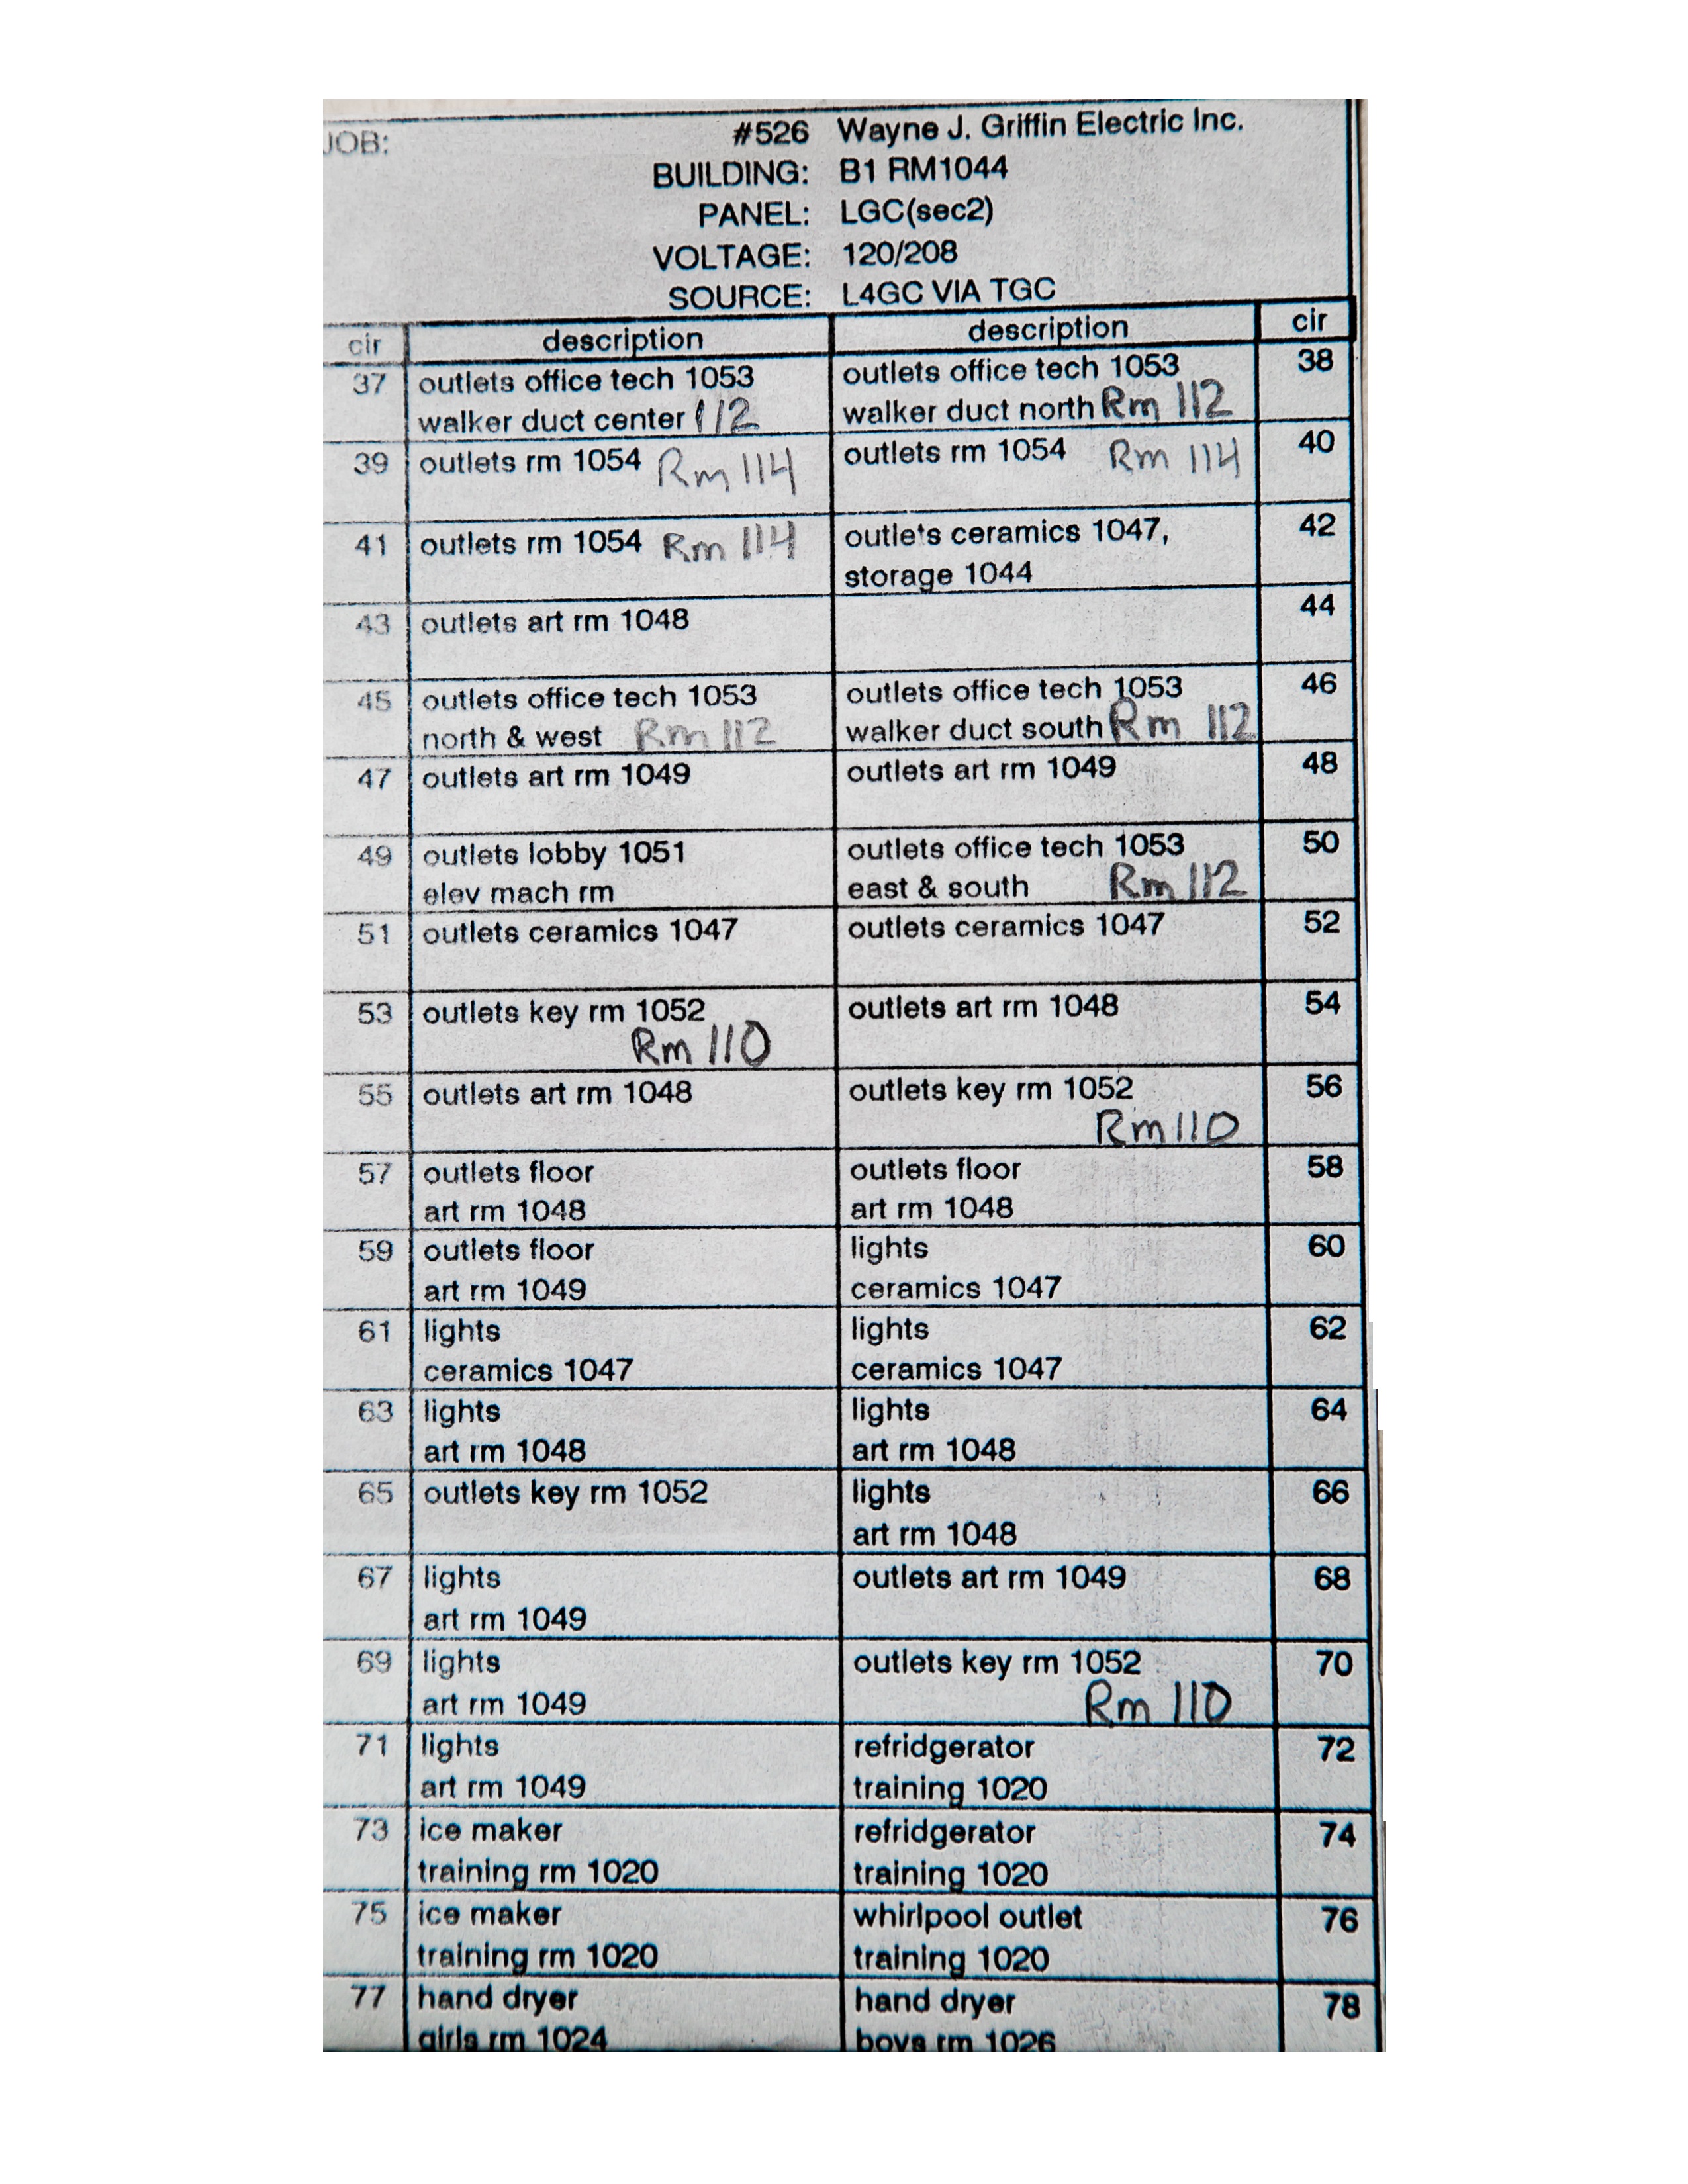 JOB: #526 Wayne J. Griffin Electric Inc.
BUILDING: B1 RM1044
PANEL: LGC(sec2)
VOLTAGE: 120/208
SOURCE: L4GC VIA TGC
cir description description cir
37 outlets office tech 1053 outlets office tech 1053 38
walker duct center 112 walker duct north Rm 112
39 outlets rm 1054 Rm 114 outlets rm 1054 Rm 114 40
41 outlets rm 1054 Rm 114 outlets ceramics 1047, 42
storage 1044
43 outlets art rm 1048 44
45 outlets office tech 1053 outlets office tech 1053 46
north & west Rm 112 walker duct south Rm 112
47 outlets art rm 1049 outlets art rm 1049 48
49 outlets lobby 1051 outlets office tech 1053 50
elev mach rm east & south Rm 112
51 outlets ceramics 1047 outlets ceramics 1047 52
53 outlets key rm 1052 outlets art rm 1048 54
Rm 110
55 outlets art rm 1048 outlets key rm 1052 56
Rm 110
57 outlets floor outlets floor 58
art rm 1048 art rm 1048
59 outlets floor lights 60
art rm 1049 ceramics 1047
61 lights lights 62
ceramics 1047 ceramics 1047
63 lights lights 64
art rm 1048 art rm 1048
65 outlets key rm 1052 lights 66
art rm 1048
67 lights outlets art rm 1049 68
art rm 1049
69 lights outlets key rm 1052 70
art rm 1049 Rm 110
71 lights refridgerator 72
art rm 1049 training 1020
73 ice maker refridgerator 74
training rm 1020 training 1020
75 ice maker whirlpool outlet 76
training rm 1020 training 1020
77 hand dryer hand dryer 78
girls rm 1024 boys rm 1026